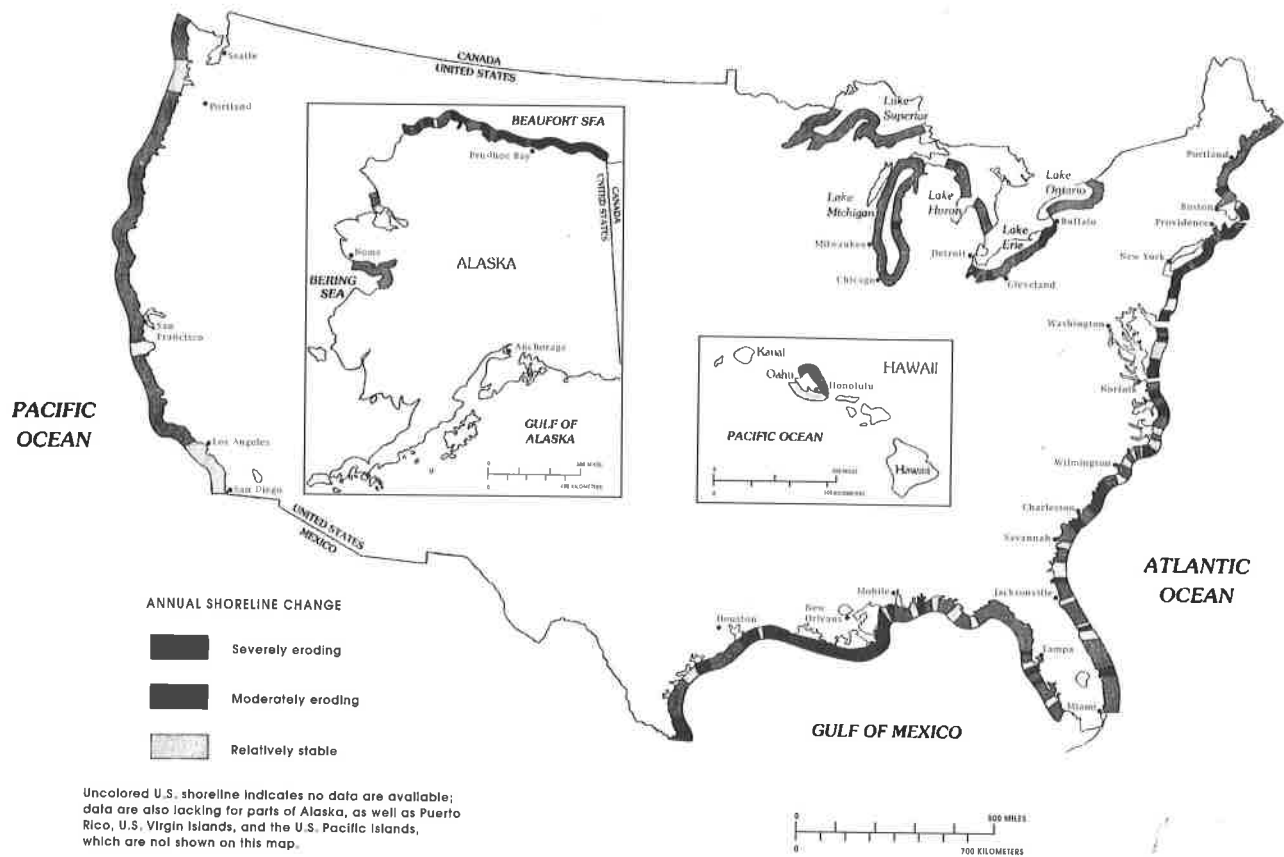 Seattle
CANADA
UNITED STATES
Portland
BEAUFORT SEA
Prudhoe Bay
UNITED STATES
CANADA
Nome
ALASKA
BERING
SEA
Anchorage
GULF OF
ALASKA
Lake
Superior
Lake
Michigan
Lake
Huron
Lake
Ontario
Lake
Erie
Portland
Boston
Providence
Buffalo
Milwaukee
Detroit
New York
Chicago
Cleveland
Washington
San
Francisco
Kauai
HAWAII
Oahu
Honolulu
PACIFIC OCEAN
Hawaii
Norfolk
PACIFIC
OCEAN
Los Angeles
San Diego
Wilmington
UNITED STATES
MEXICO
Charleston
Savannah
ATLANTIC
OCEAN
Mobile
Jacksonville
Houston
New
Orleans
Tampa
Miami
GULF OF MEXICO
ANNUAL SHORELINE CHANGE
Severely eroding
Moderately eroding
Relatively stable
Uncolored U.S. shoreline indicates no data are available;
data are also lacking for parts of Alaska, as well as Puerto
Rico, U.S. Virgin Islands, and the U.S. Pacific Islands,
which are not shown on this map.
0 500 MILES
0 700 KILOMETERS